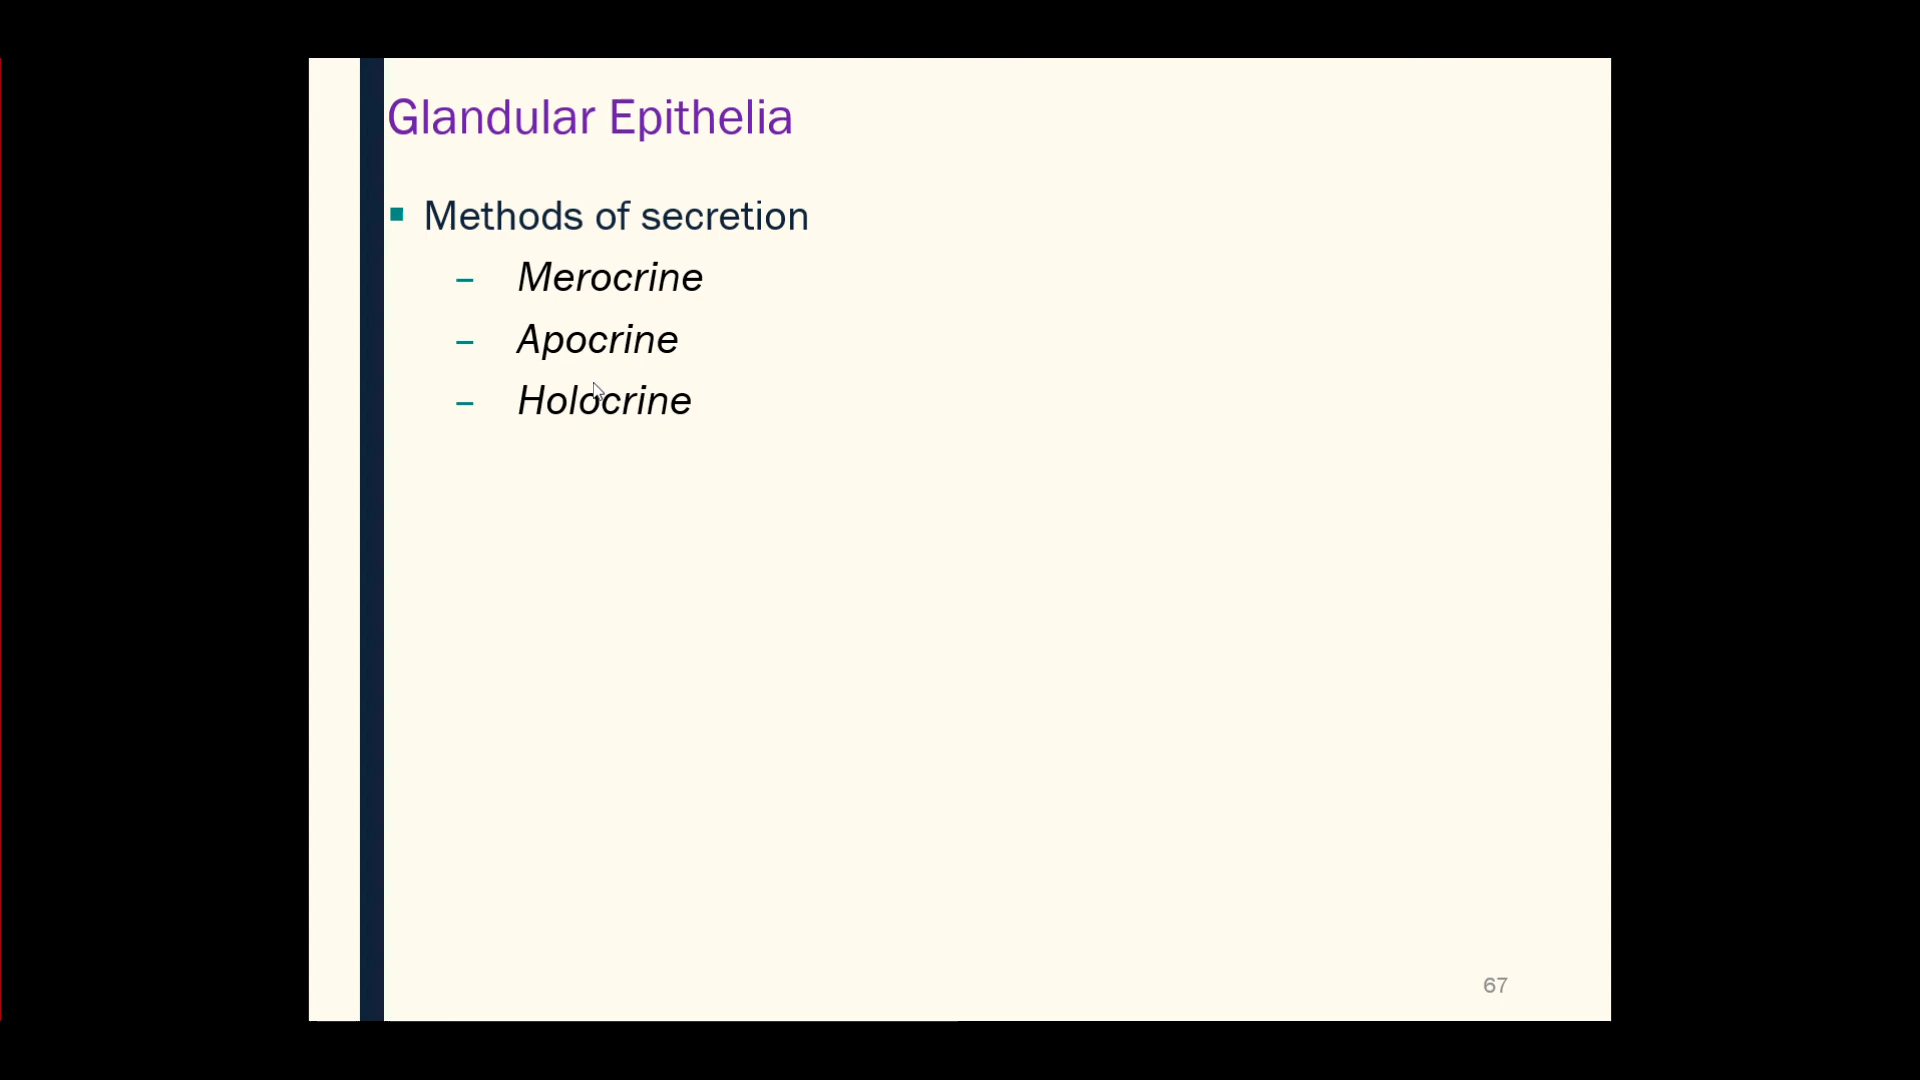 Glandular Epithelia
▪ Methods of secretion
– Merocrine
– Apocrine
– Holocrine
67